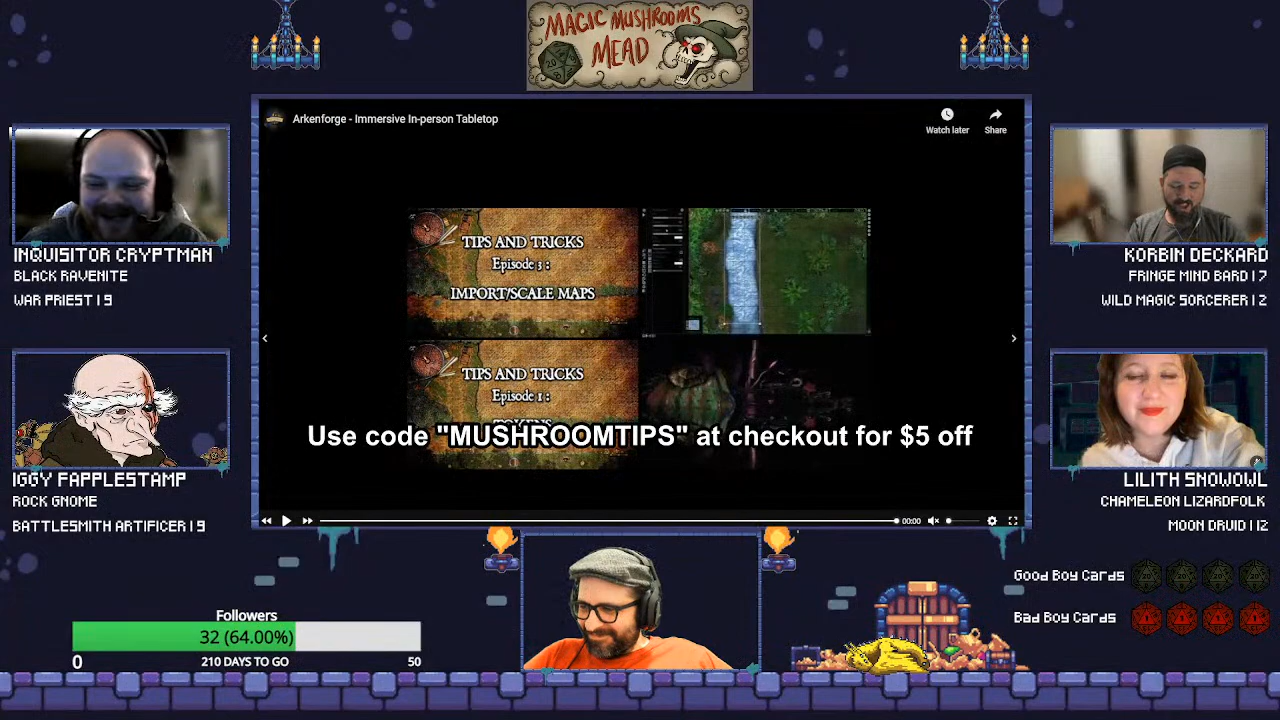 MAGIC MUSHROOMS
MEAD
20
Arkenforge - Immersive In-person Tabletop
Watch later
Share
TIPS AND TRICKS
Episode 3:
IMPORT/SCALE MAPS
TIPS AND TRICKS
Episode 1:
TOKENS
Use code "MUSHROOMTIPS" at checkout for $5 off
00:00
INQUISITOR CRYPTMAN
BLACK RAVENITE
WAR PRIEST | 9
IGGY FAPPLESTAMP
ROCK GNOME
BATTLESMITH ARTIFICER | 9
KORBIN DECKARD
FRINGE MIND BARD | 7
WILD MAGIC SORCERER | 2
LILITH SNOWOWL
CHAMELEON LIZARDFOLK
MOON DRUID | 12
Good Boy Cards
Bad Boy Cards
Followers
32 (64.00%)
0
210 DAYS TO GO
50